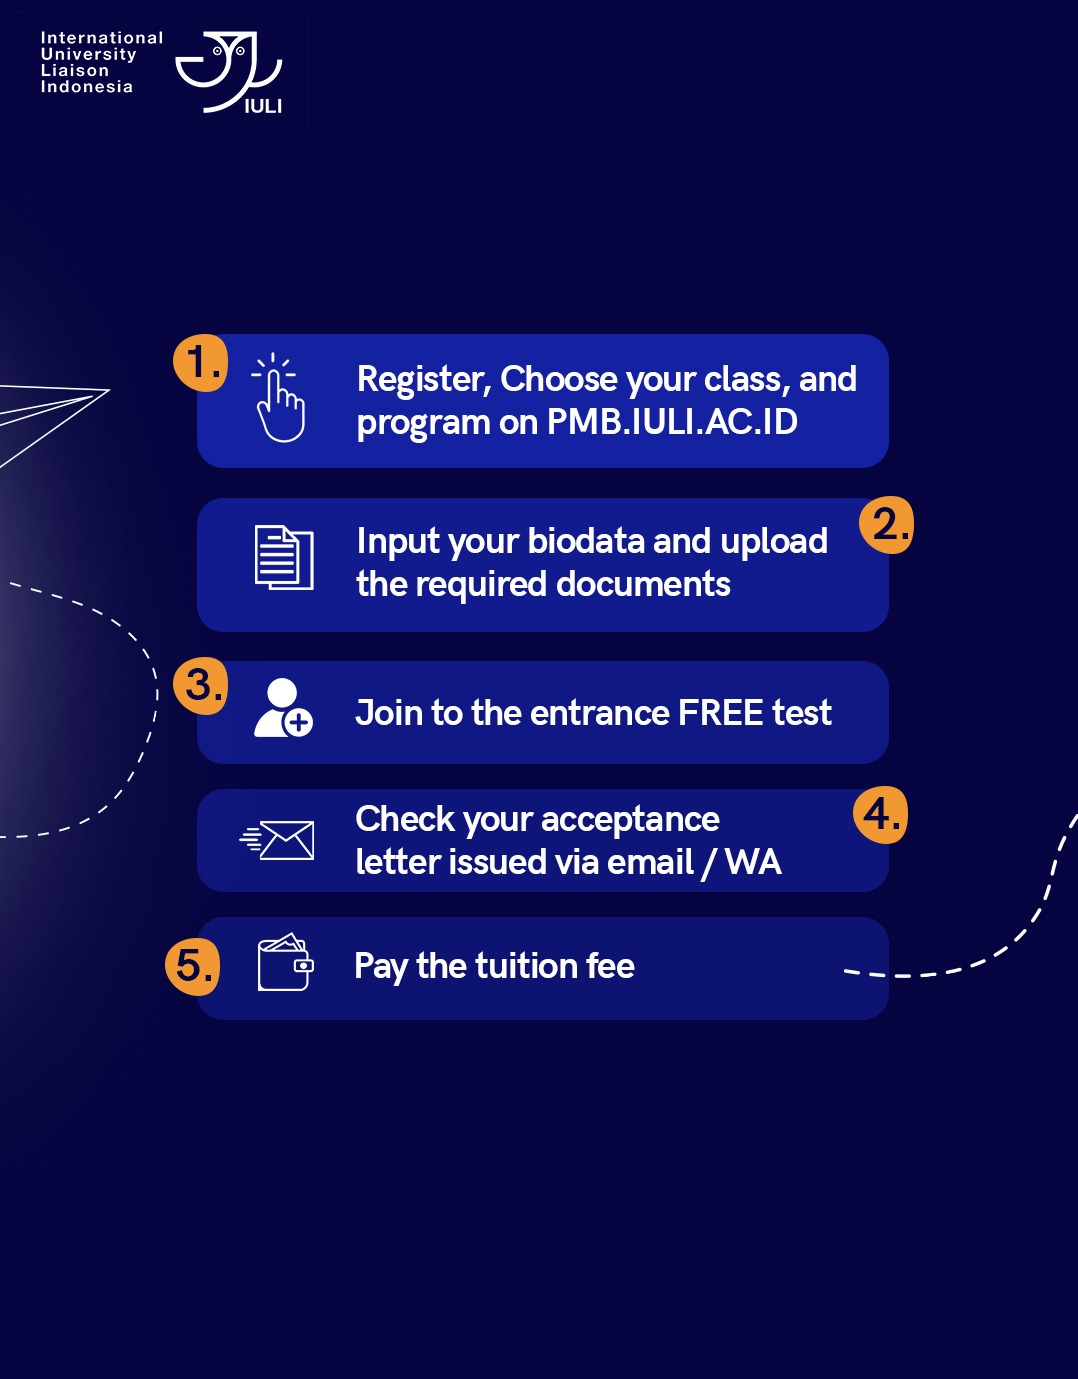 International
University
Liaison
Indonesia
IULI
1.
Register, Choose your class, and
program on PMB.IULI.AC.ID
2.
Input your biodata and upload
the required documents
3.
Join to the entrance FREE test
4.
Check your acceptance
letter issued via email / WA
5.
Pay the tuition fee